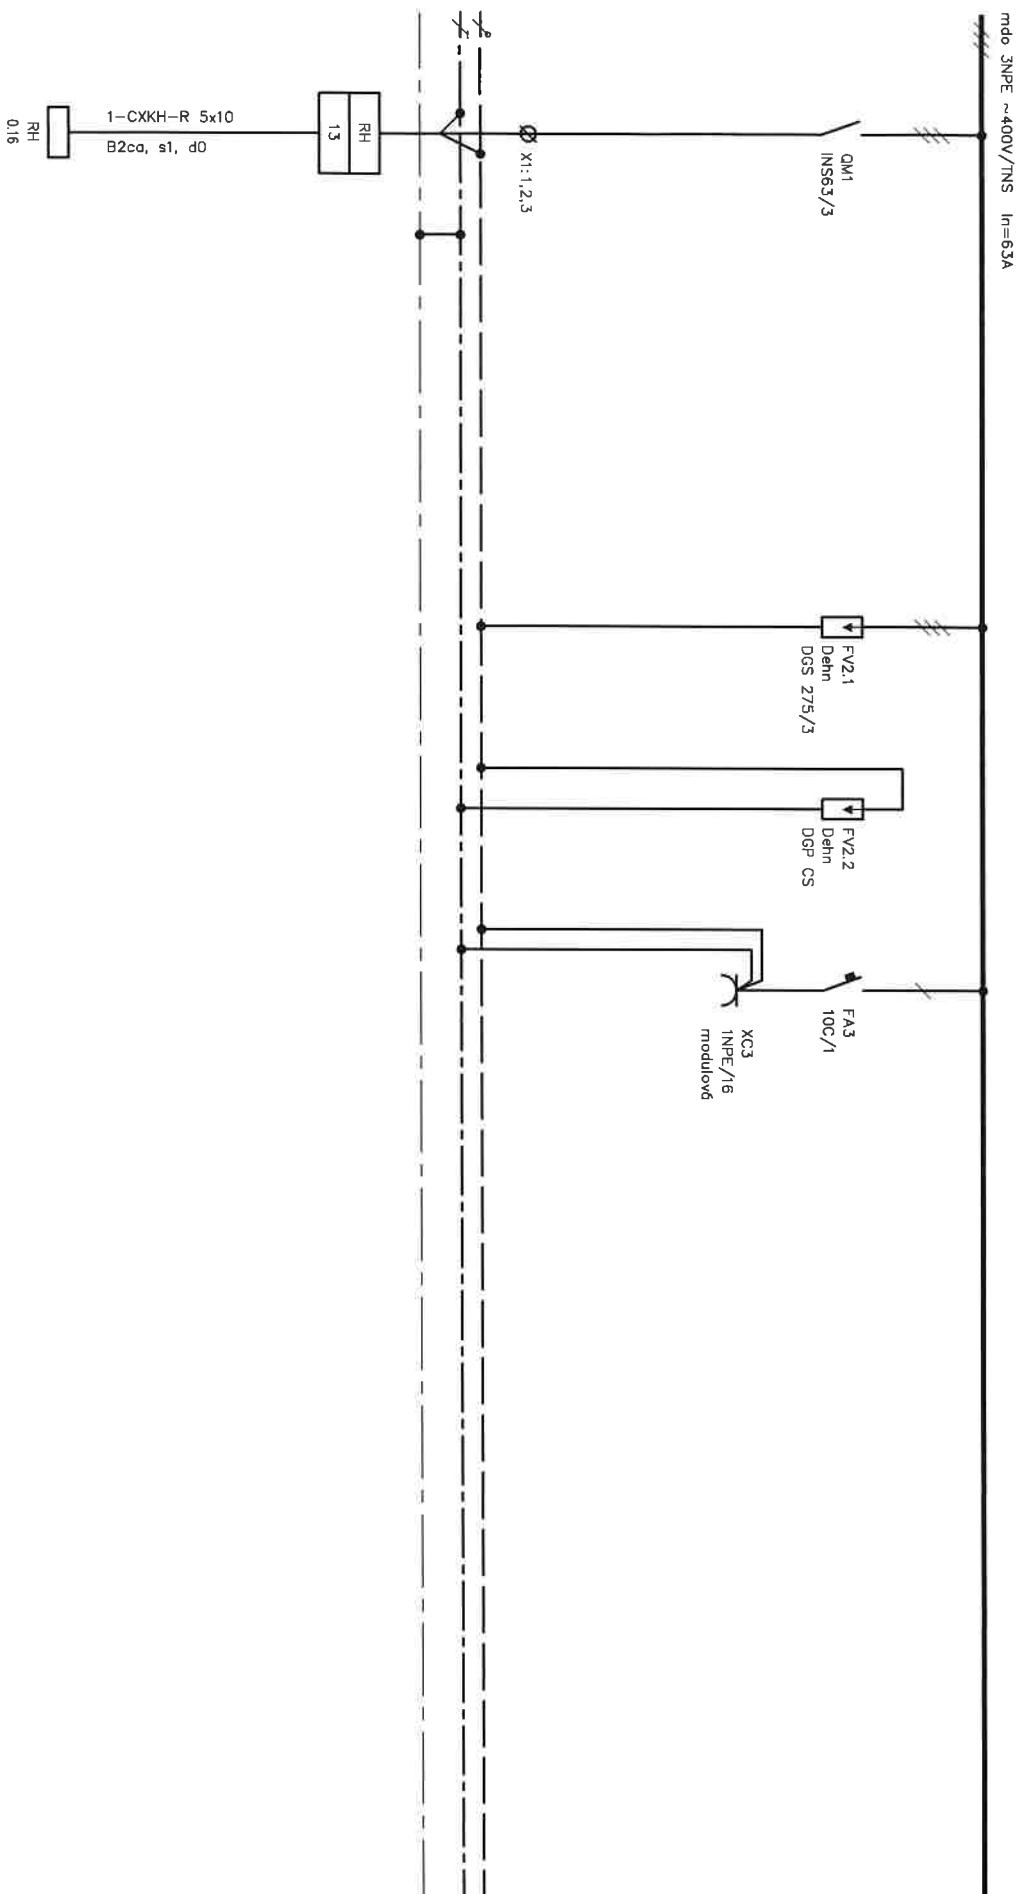 mdo 3NPE ~400V/TNS In=63A
QM1
INS63/3
X1:1,2,3
RH
13
1-CXKH-R 5x10
B2ca, s1, d0
RH
0.16
FV2.1
Dehn
DGS 275/3
FV2.2
Dehn
DGP CS
FA3
10C/1
XC3
1NPE/16
modulová